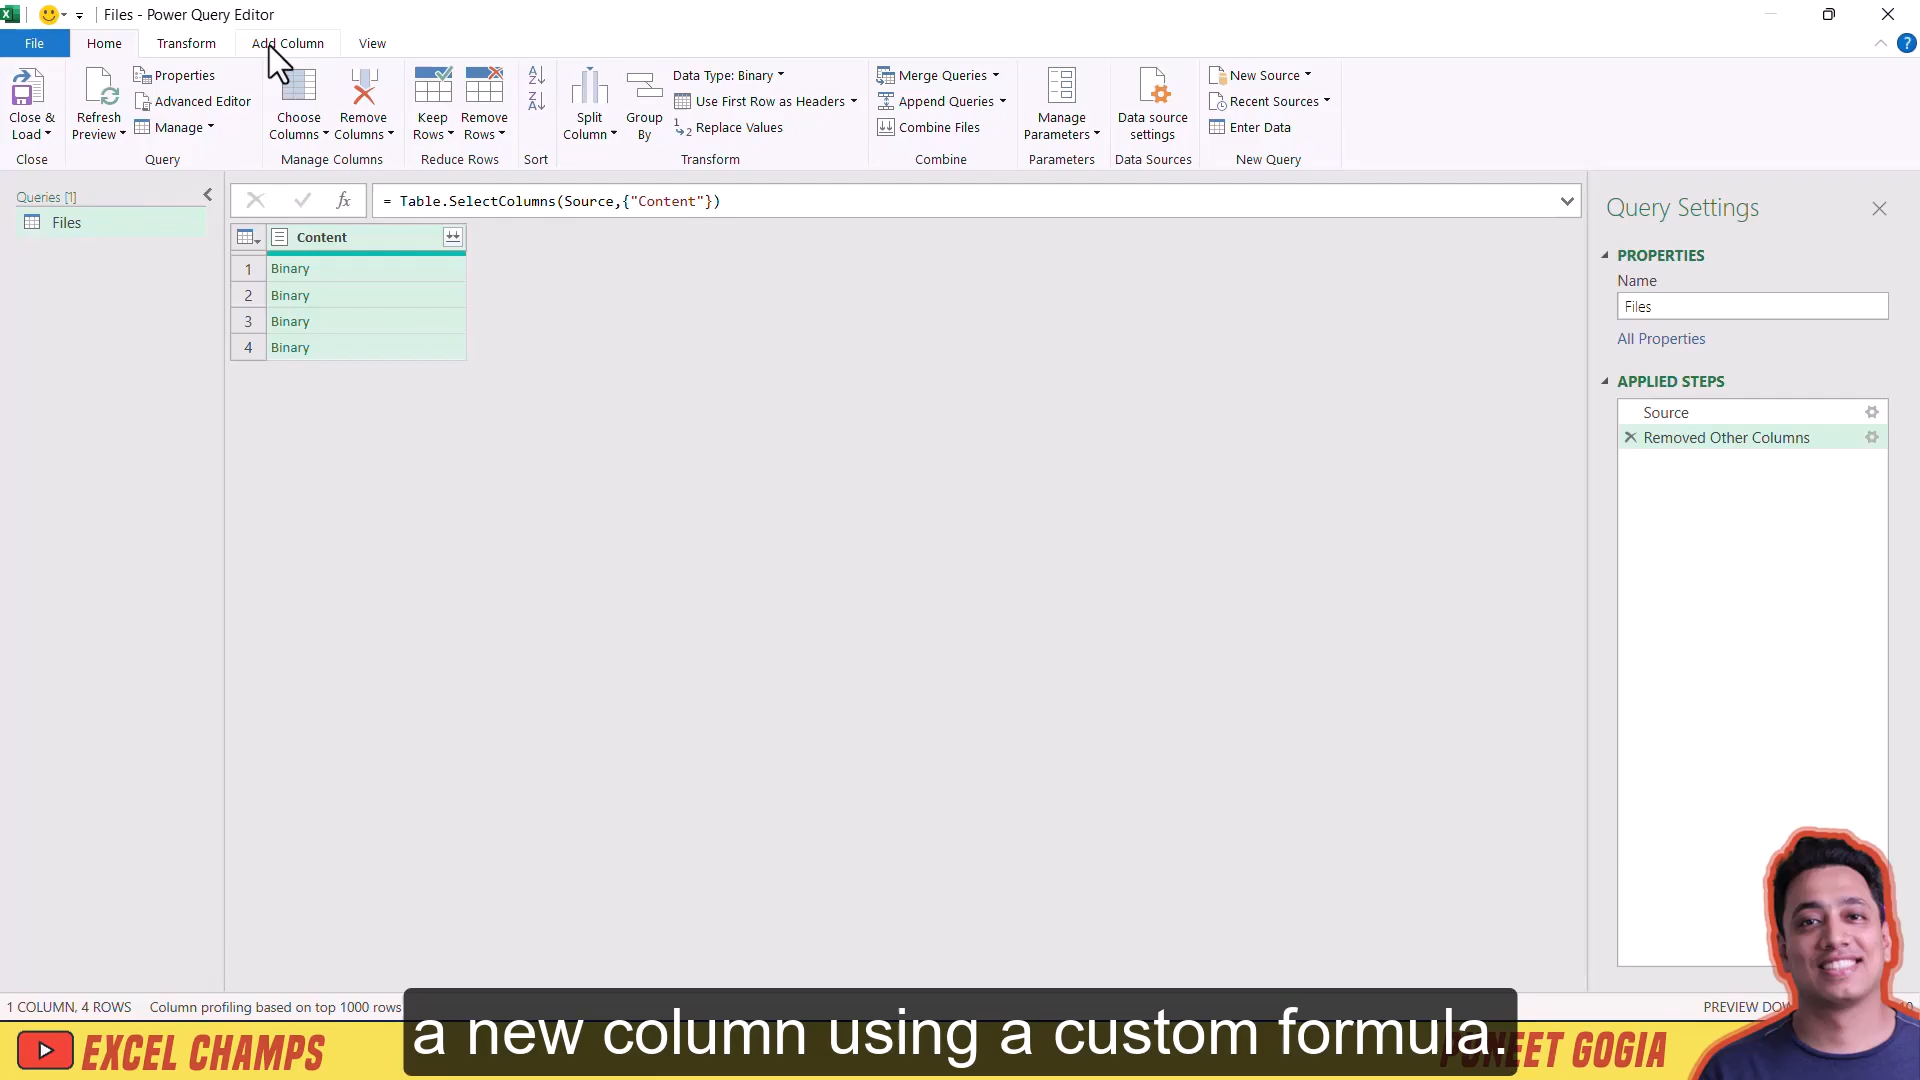 Files - Power Query Editor
File
Home
Transform
Add Column
View
?
Close &
Load
Close
Refresh
Preview
Properties
Advanced Editor
Manage
Query
Choose
Columns
Remove
Columns
Manage Columns
Keep
Rows
Remove
Rows
Reduce Rows
A
Z
Z
A
Sort
Split
Column
Group
By
Data Type: Binary
Use First Row as Headers
1
2
Replace Values
Transform
Merge Queries
Append Queries
Combine Files
Combine
Manage
Parameters
Parameters
Data source
settings
Data Sources
New Source
Recent Sources
Enter Data
New Query
Queries [1]
Files
fx
= Table.SelectColumns(Source,{"Content"})
Content
1 Binary
2 Binary
3 Binary
4 Binary
Query Settings
PROPERTIES
Name
Files
All Properties
APPLIED STEPS
Source
Removed Other Columns
1 COLUMN, 4 ROWS
Column profiling based on top 1000 rows
a new column using a custom formula.
EXCEL CHAMPS
GOGIA